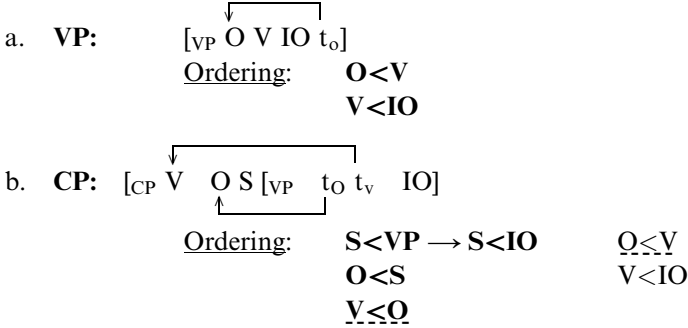 a. VP: [VP O V IO to]
Ordering: O<V
V<IO
b. CP: [CP V O S [VP tO tv IO]
Ordering: S<VP → S<IO O<V
O<S V<IO
V<O